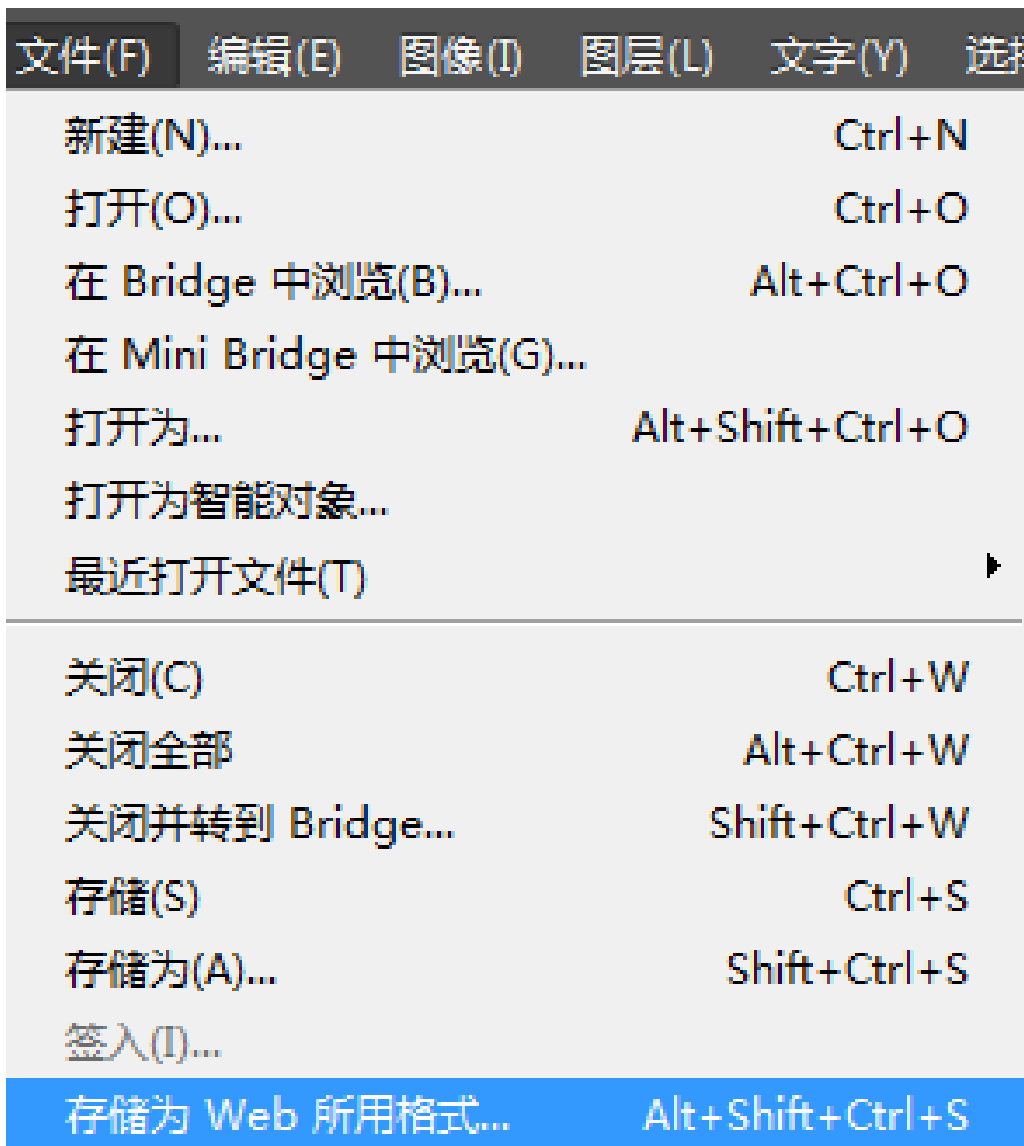 文件(F) 编辑(E) 图像(I) 图层(L) 文字(Y) 选择
新建(N)... Ctrl+N
打开(O)... Ctrl+O
在 Bridge 中浏览(B)... Alt+Ctrl+O
在 Mini Bridge 中浏览(G)...
打开为... Alt+Shift+Ctrl+O
打开为智能对象...
最近打开文件(T)
关闭(C) Ctrl+W
关闭全部 Alt+Ctrl+W
关闭并转到 Bridge... Shift+Ctrl+W
存储(S) Ctrl+S
存储为(A)... Shift+Ctrl+S
签入(I)...
存储为 Web 所用格式... Alt+Shift+Ctrl+S